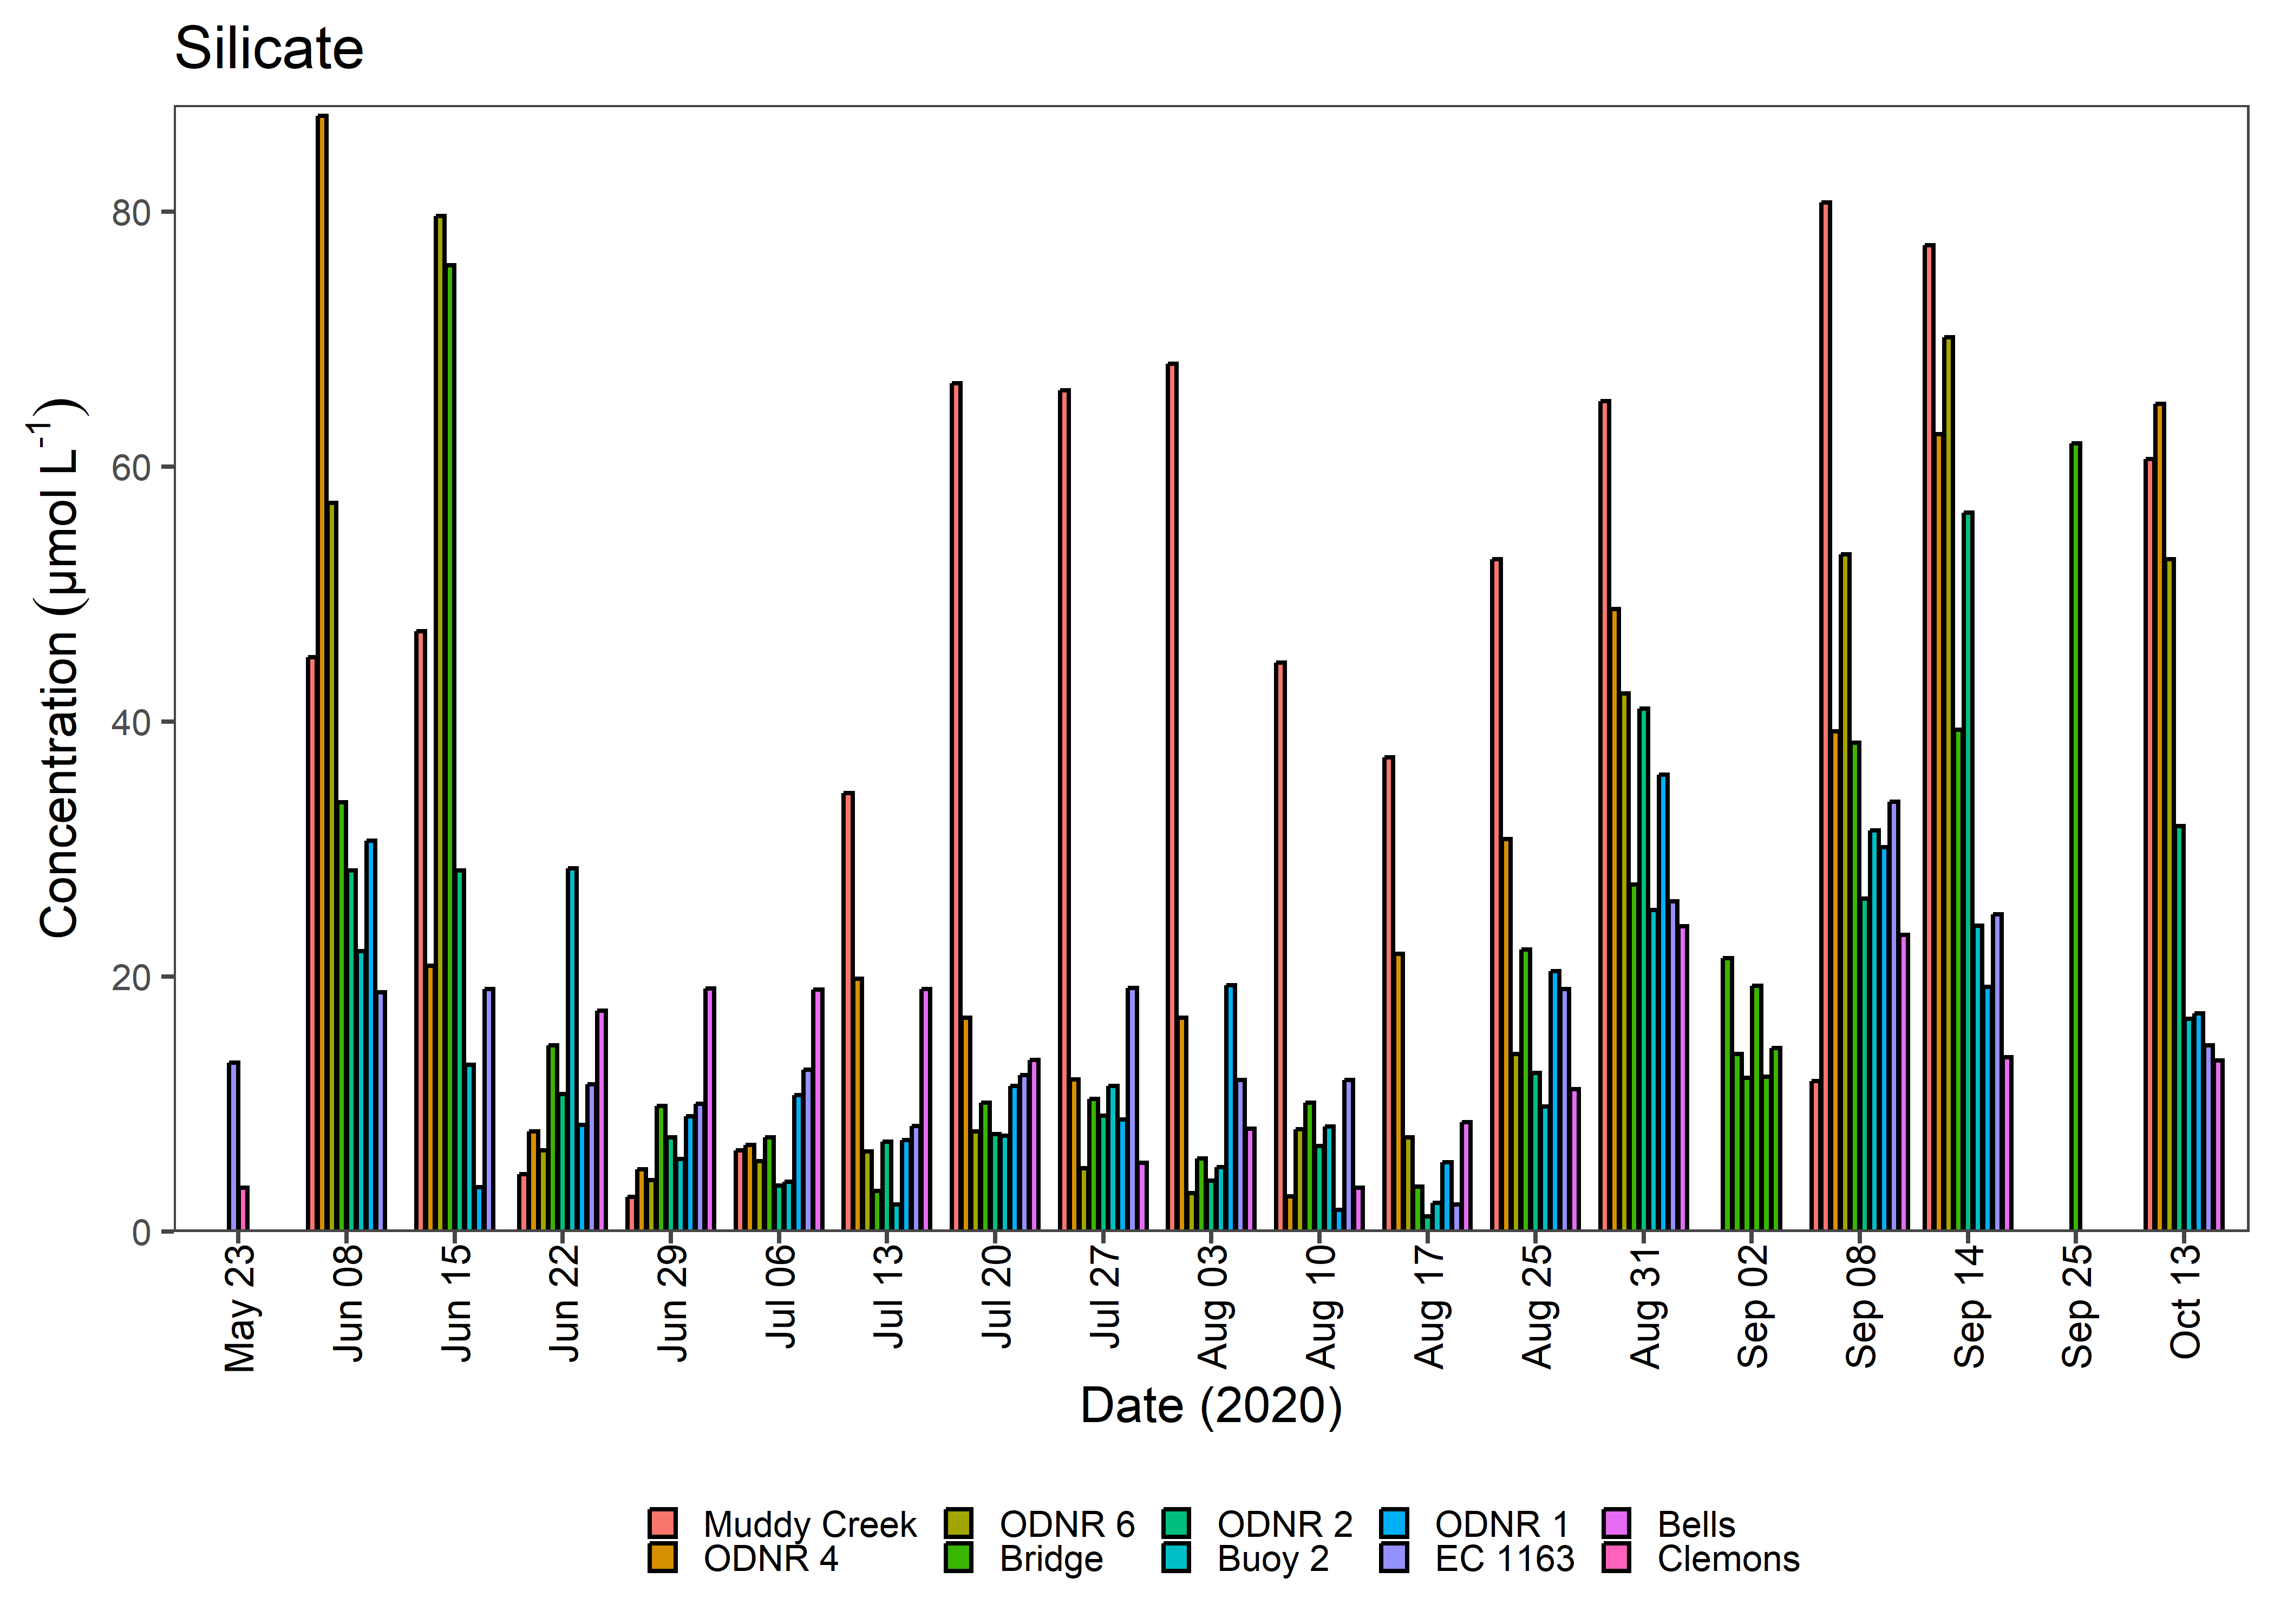 Silicate
Concentration (µmol L-1)
80
60
40
20
0
May 23
Jun 08
Jun 15
Jun 22
Jun 29
Jul 06
Jul 13
Jul 20
Jul 27
Aug 03
Aug 10
Aug 17
Aug 25
Aug 31
Sep 02
Sep 08
Sep 14
Sep 25
Oct 13
Date (2020)
Muddy Creek ODNR 6 ODNR 2 ODNR 1 Bells
ODNR 4 Bridge Buoy 2 EC 1163 Clemons